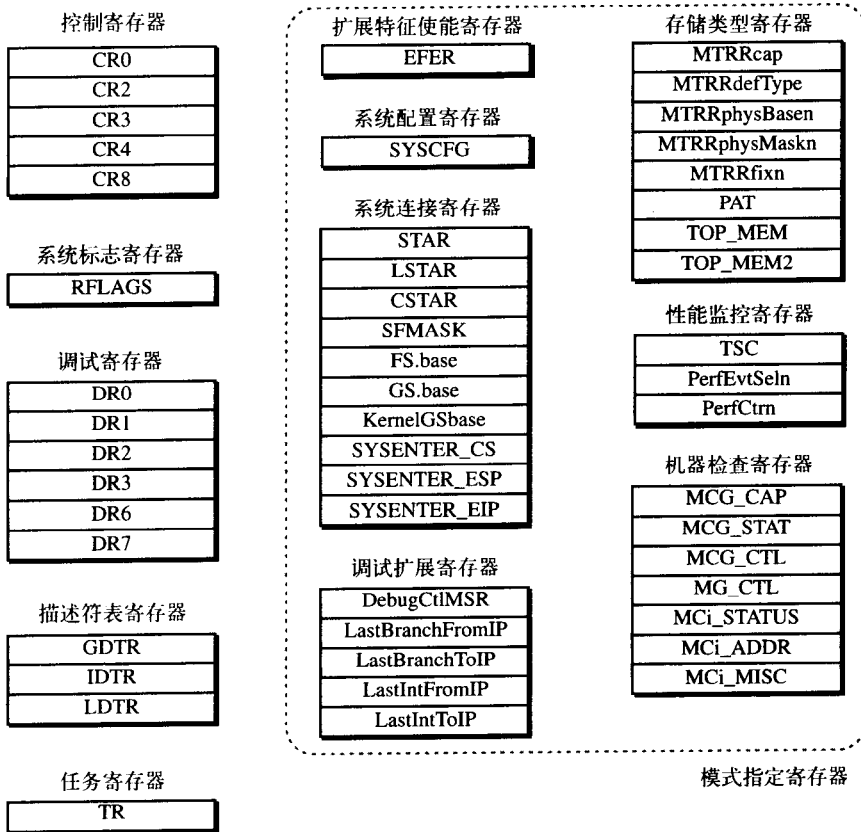 控制寄存器
CR0
CR2
CR3
CR4
CR8
系统标志寄存器
RFLAGS
调试寄存器
DR0
DR1
DR2
DR3
DR6
DR7
描述符表寄存器
GDTR
IDTR
LDTR
任务寄存器
TR
扩展特征使能寄存器
EFER
系统配置寄存器
SYSCFG
系统连接寄存器
STAR
LSTAR
CSTAR
SFMASK
FS.base
GS.base
KernelGSbase
SYSENTER_CS
SYSENTER_ESP
SYSENTER_EIP
调试扩展寄存器
DebugCtlMSR
LastBranchFromIP
LastBranchToIP
LastIntFromIP
LastIntToIP
存储类型寄存器
MTRRcap
MTRRdefType
MTRRphysBasen
MTRRphysMaskn
MTRRfixn
PAT
TOP_MEM
TOP_MEM2
性能监控寄存器
TSC
PerfEvtSeln
PerfCtrn
机器检查寄存器
MCG_CAP
MCG_STAT
MCG_CTL
MG_CTL
MCi_STATUS
MCi_ADDR
MCi_MISC
模式指定寄存器